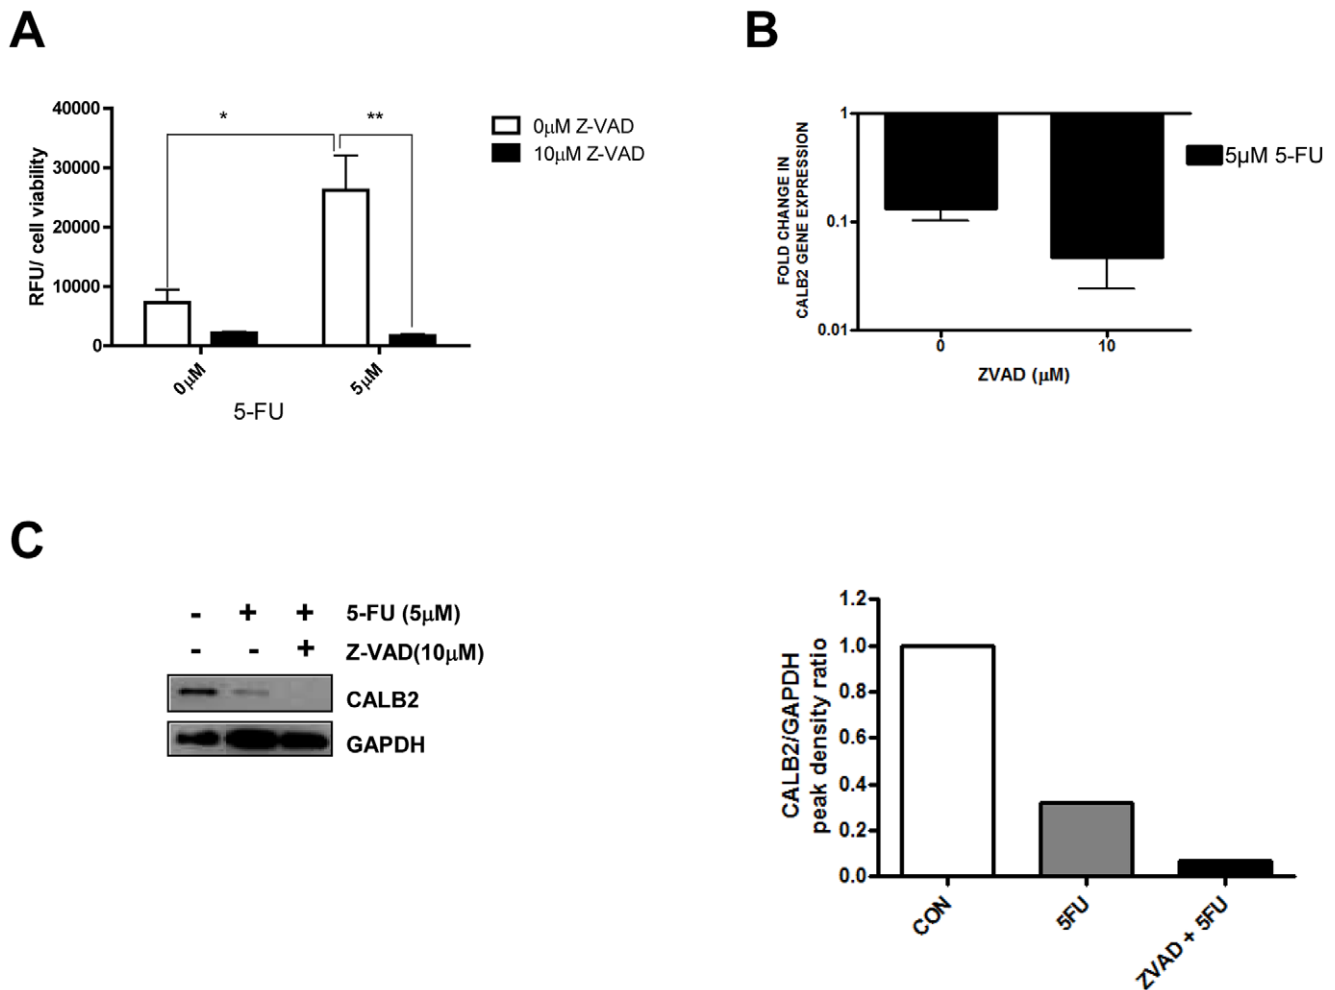 A
40000
30000
20000
10000
0
RFU/ cell viability
*
**
0μM Z-VAD
10μM Z-VAD
0μM
5μM
5-FU
B
1
0.1
0.01
FOLD CHANGE IN
CALB2 GENE EXPRESSION
5μM 5-FU
0
10
ZVAD (μM)
C
- + + 5-FU (5μM)
- - + Z-VAD(10μM)
CALB2
GAPDH
1.2
1.0
0.8
0.6
0.4
0.2
0.0
CALB2/GAPDH
peak density ratio
CON
5FU
ZVAD + 5FU